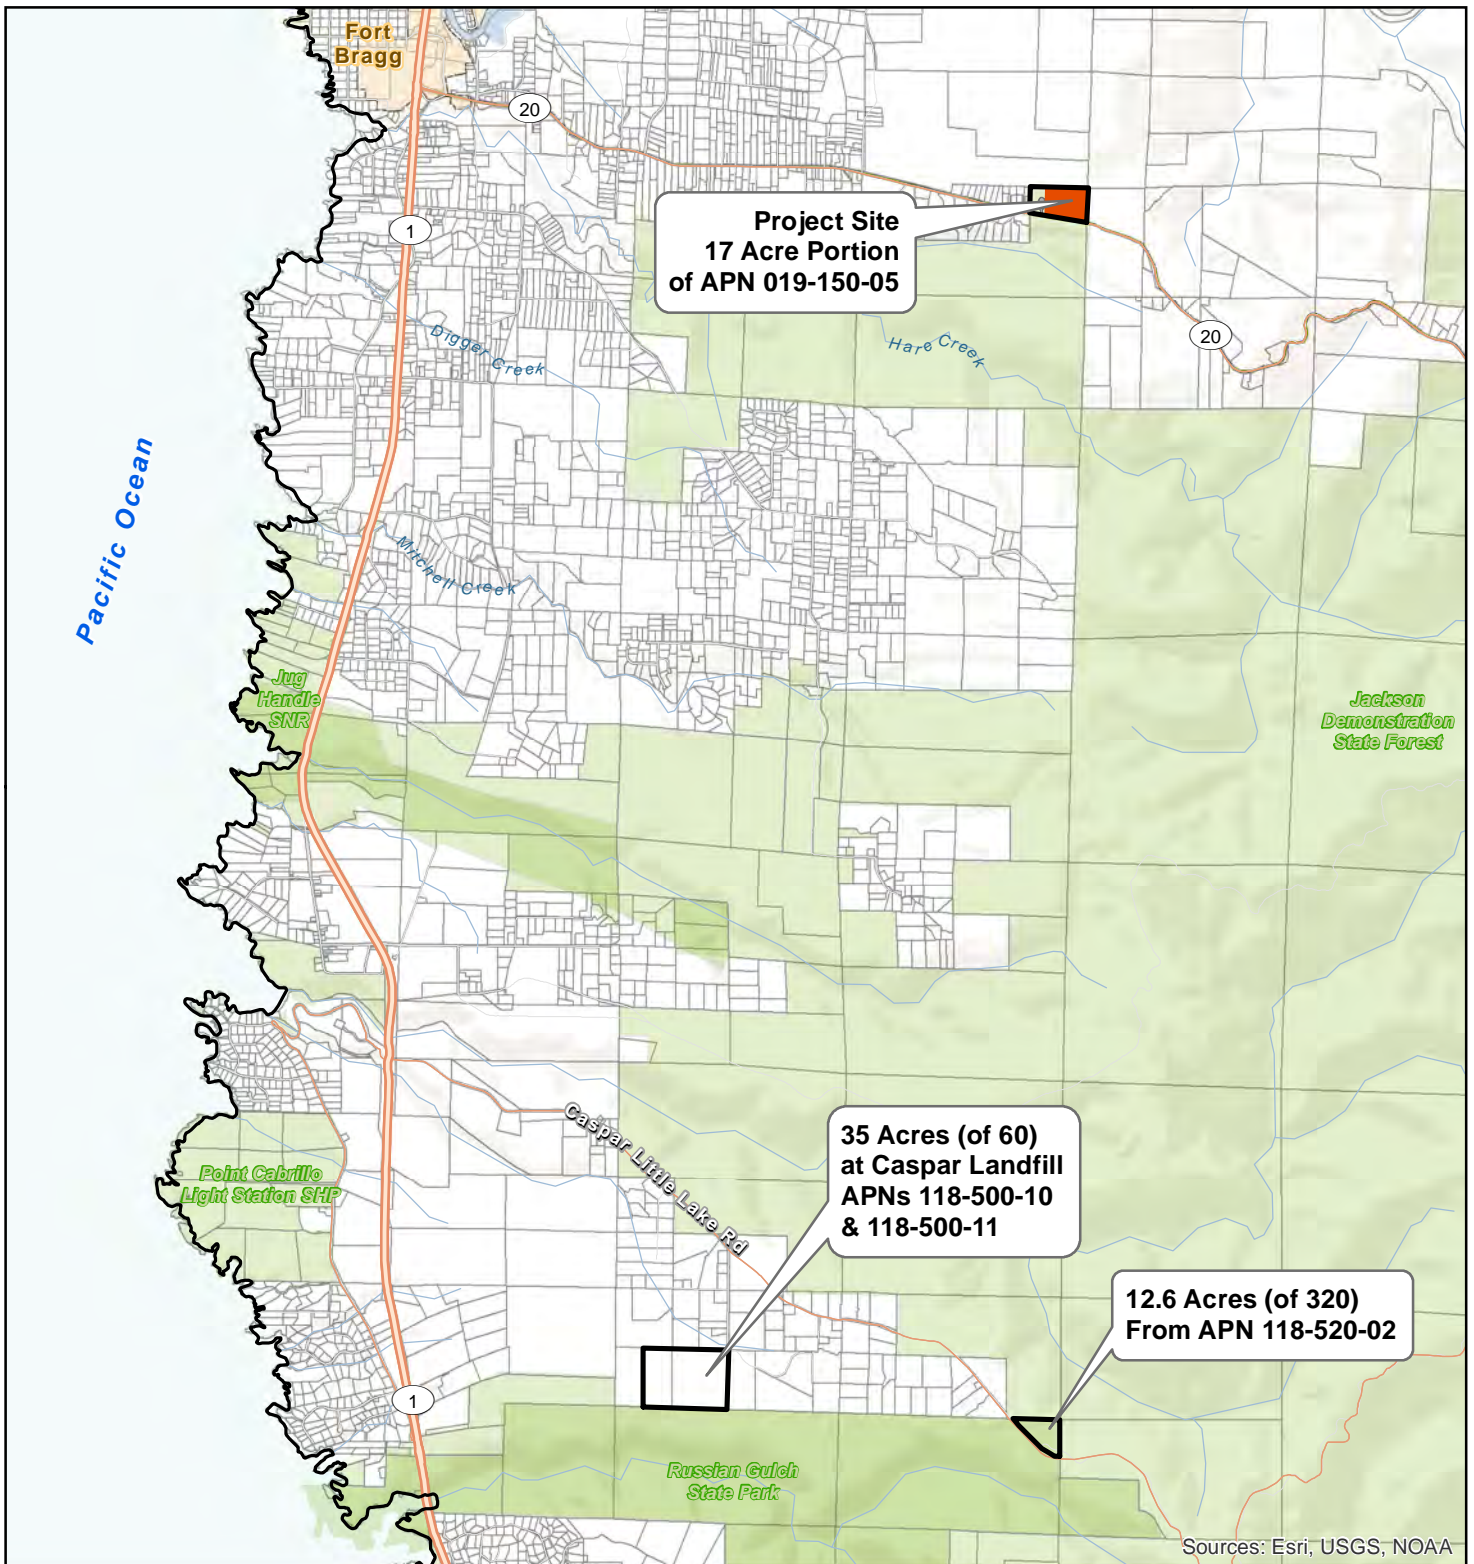 Fort
Bragg
20
1
Project Site
17 Acre Portion
of APN 019-150-05
20
Digger Creek
Hare Creek
Pacific Ocean
Mitchell Creek
Jug
Handle
SNR
Jackson
Demonstration
State Forest
Caspar Little Lake Rd
35 Acres (of 60)
at Caspar Landfill
APNs 118-500-10
& 118-500-11
Point Cabrillo
Light Station SHP
12.6 Acres (of 320)
From APN 118-520-02
1
Russian Gulch
State Park
Sources: Esri, USGS, NOAA